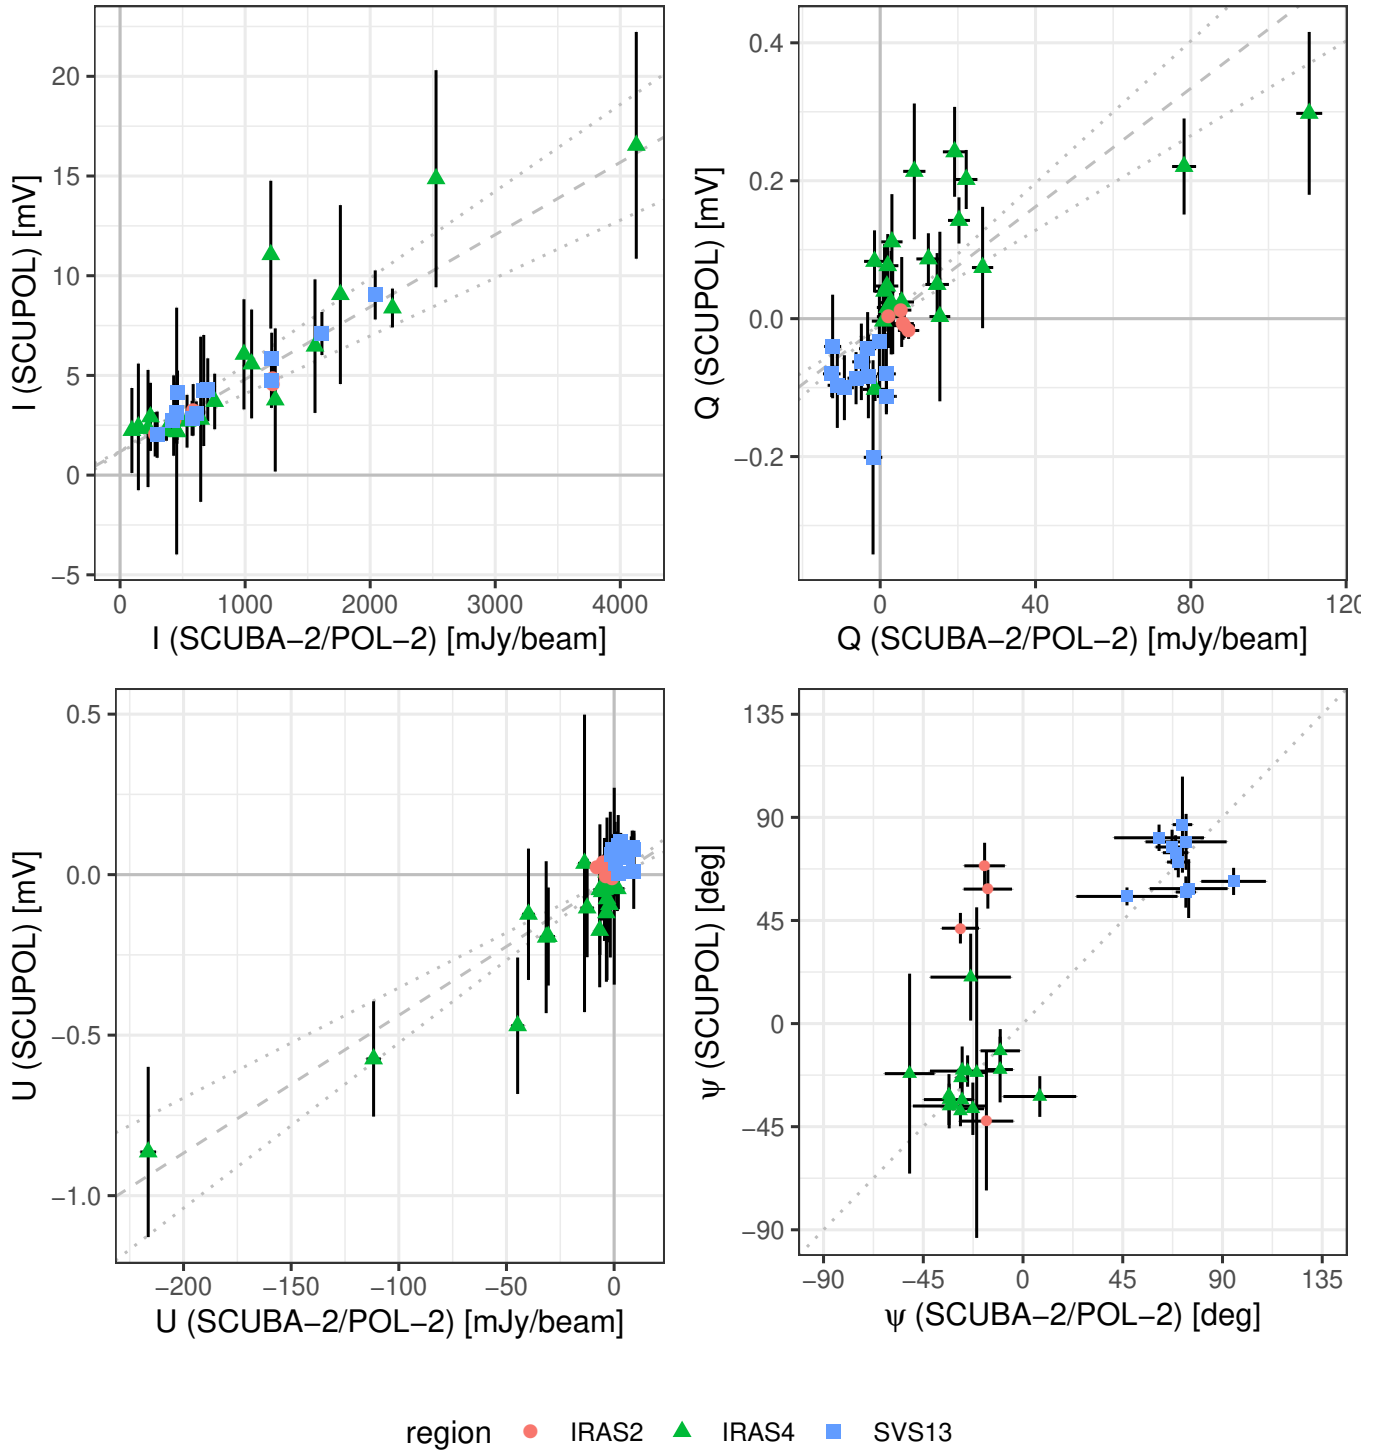 I (SCUPOL) [mV]
20
15
10
5
0
−5
0 1000 2000 3000 4000
I (SCUBA−2/POL−2) [mJy/beam]
Q (SCUPOL) [mV]
0.4
0.2
0.0
−0.2
0 40 80 120
Q (SCUBA−2/POL−2) [mJy/beam]
U (SCUPOL) [mV]
0.5
0.0
−0.5
−1.0
−200 −150 −100 −50 0
U (SCUBA−2/POL−2) [mJy/beam]
ψ (SCUPOL) [deg]
135
90
45
0
−45
−90
−90 −45 0 45 90 135
ψ (SCUBA−2/POL−2) [deg]
region IRAS2 IRAS4 SVS13